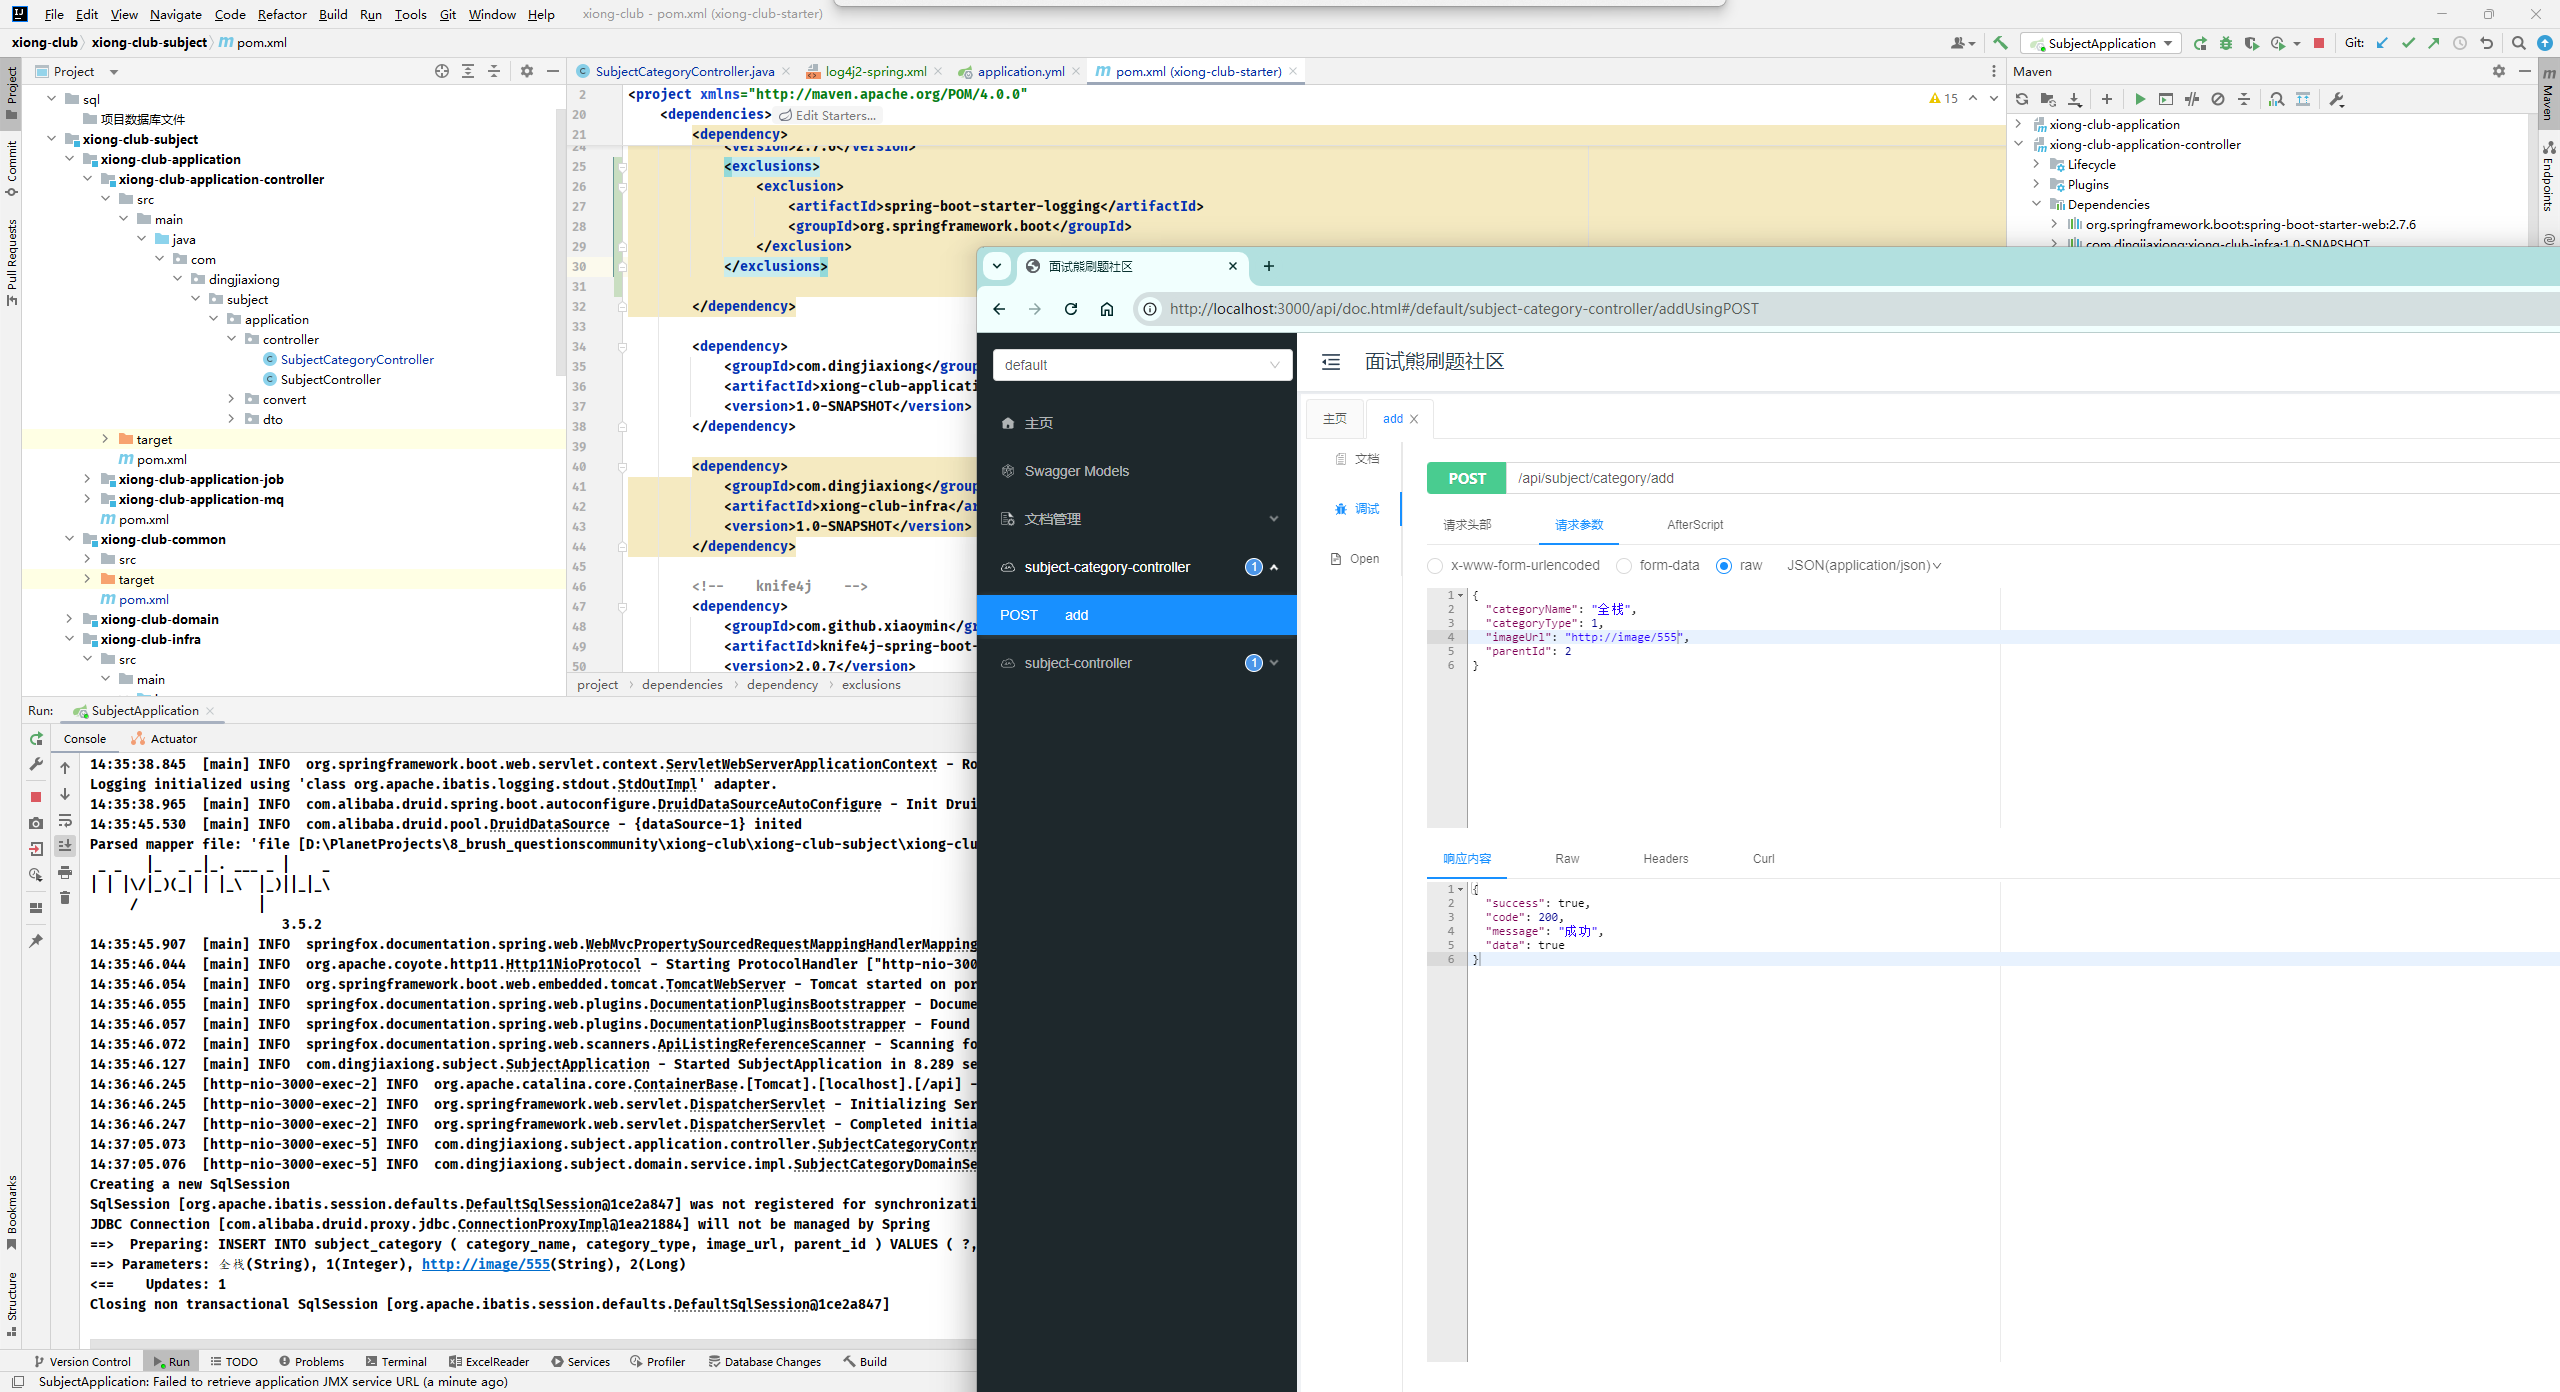 File Edit View Navigate Code Refactor Build Run Tools Git Window Help xiong-club - pom.xml (xiong-club-starter)
xiong-club xiong-club-subject pom.xml
SubjectApplication Git:
Project
sql
项目数据库文件
xiong-club-subject
xiong-club-application
xiong-club-application-controller
src
main
java
com
dingjiaxiong
subject
application
controller
SubjectCategoryController
SubjectController
convert
dto
target
pom.xml
xiong-club-application-job
xiong-club-application-mq
pom.xml
xiong-club-common
src
target
pom.xml
xiong-club-domain
xiong-club-infra
src
main
Project
Commit
Pull Requests
Bookmarks
Structure
SubjectCategoryController.java log4j2-spring.xml application.yml pom.xml (xiong-club-starter)
15
2 <project xmlns="http://maven.apache.org/POM/4.0.0"
20 <dependencies> Edit Starters...
21 <dependency>
24 <version>2.7.6</version>
25 <exclusions>
26 <exclusion>
27 <artifactId>spring-boot-starter-logging</artifactId>
28 <groupId>org.springframework.boot</groupId>
29 </exclusion>
30 </exclusions>
31
32 </dependency>
33
34 <dependency>
35 <groupId>com.dingjiaxiong</group
36 <artifactId>xiong-club-applicati
37 <version>1.0-SNAPSHOT</version>
38 </dependency>
39
40 <dependency>
41 <groupId>com.dingjiaxiong</group
42 <artifactId>xiong-club-infra</ar
43 <version>1.0-SNAPSHOT</version>
44 </dependency>
45
46 <!-- knife4j -->
47 <dependency>
48 <groupId>com.github.xiaoymin</gr
49 <artifactId>knife4j-spring-boot-
50 <version>2.0.7</version>
project dependencies dependency exclusions
Maven
xiong-club-application
xiong-club-application-controller
Lifecycle
Plugins
Dependencies
org.springframework.boot:spring-boot-starter-web:2.7.6
com.dingjiaxiong:xiong-club-infra:1.0-SNAPSHOT
Maven
Endpoints
Run: SubjectApplication
Console Actuator
14:35:38.845 [main] INFO org.springframework.boot.web.servlet.context.ServletWebServerApplicationContext - Ro
Logging initialized using 'class org.apache.ibatis.logging.stdout.StdOutImpl' adapter.
14:35:38.965 [main] INFO com.alibaba.druid.spring.boot.autoconfigure.DruidDataSourceAutoConfigure - Init Drui
14:35:45.530 [main] INFO com.alibaba.druid.pool.DruidDataSource - {dataSource-1} inited
Parsed mapper file: 'file [D:\PlanetProjects\8_brush_questionscommunity\xiong-club\xiong-club-subject\xiong-clu
3.5.2
14:35:45.907 [main] INFO springfox.documentation.spring.web.WebMvcPropertySourcedRequestMappingHandlerMapping
14:35:46.044 [main] INFO org.apache.coyote.http11.Http11NioProtocol - Starting ProtocolHandler ["http-nio-300
14:35:46.054 [main] INFO org.springframework.boot.web.embedded.tomcat.TomcatWebServer - Tomcat started on por
14:35:46.055 [main] INFO springfox.documentation.spring.web.plugins.DocumentationPluginsBootstrapper - Docume
14:35:46.057 [main] INFO springfox.documentation.spring.web.plugins.DocumentationPluginsBootstrapper - Found
14:35:46.072 [main] INFO springfox.documentation.spring.web.scanners.ApiListingReferenceScanner - Scanning fo
14:35:46.127 [main] INFO com.dingjiaxiong.subject.SubjectApplication - Started SubjectApplication in 8.289 se
14:36:46.245 [http-nio-3000-exec-2] INFO org.apache.catalina.core.ContainerBase.[Tomcat].[localhost].[/api] -
14:36:46.245 [http-nio-3000-exec-2] INFO org.springframework.web.servlet.DispatcherServlet - Initializing Ser
14:36:46.247 [http-nio-3000-exec-2] INFO org.springframework.web.servlet.DispatcherServlet - Completed initia
14:37:05.073 [http-nio-3000-exec-5] INFO com.dingjiaxiong.subject.application.controller.SubjectCategoryContr
14:37:05.076 [http-nio-3000-exec-5] INFO com.dingjiaxiong.subject.domain.service.impl.SubjectCategoryDomainSe
Creating a new SqlSession
SqlSession [org.apache.ibatis.session.defaults.DefaultSqlSession@1ce2a847] was not registered for synchronizati
JDBC Connection [com.alibaba.druid.proxy.jdbc.ConnectionProxyImpl@1ea21884] will not be managed by Spring
==> Preparing: INSERT INTO subject_category ( category_name, category_type, image_url, parent_id ) VALUES ( ?,
==> Parameters: 全栈(String), 1(Integer), http://image/555(String), 2(Long)
<== Updates: 1
Closing non transactional SqlSession [org.apache.ibatis.session.defaults.DefaultSqlSession@1ce2a847]
Version Control Run TODO Problems Terminal ExcelReader Services Profiler Database Changes Build
SubjectApplication: Failed to retrieve application JMX service URL (a minute ago)
面试熊刷题社区
http://localhost:3000/api/doc.html#/default/subject-category-controller/addUsingPOST
default
主页
Swagger Models
文档管理
subject-category-controller 1
POST add
subject-controller 1
面试熊刷题社区
主页 add
文档
调试
Open
POST /api/subject/category/add
请求头部 请求参数 AfterScript
x-www-form-urlencoded form-data raw JSON(application/json)
1 {
2 "categoryName": "全栈",
3 "categoryType": 1,
4 "imageUrl": "http://image/555",
5 "parentId": 2
6 }
响应内容 Raw Headers Curl
1 {
2 "success": true,
3 "code": 200,
4 "message": "成功",
5 "data": true
6 }